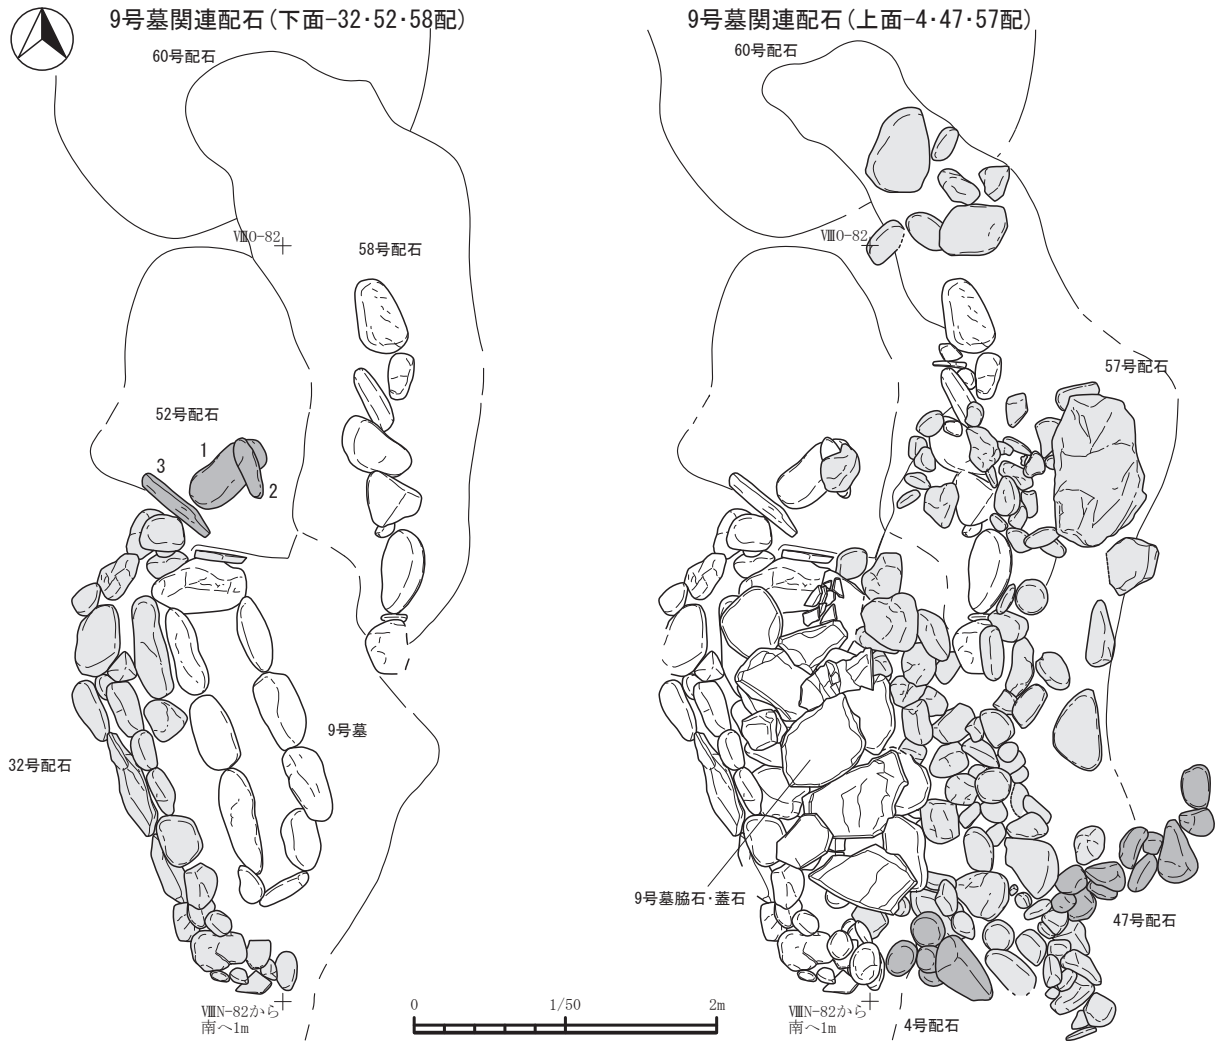 9号墓関連配石(下面-32・52・58配)
60号配石
ⅧO-82
58号配石
52号配石
1
3
2
9号墓
32号配石
ⅧN-82から
南へ1m
9号墓関連配石(上面-4・47・57配)
60号配石
ⅧO-82
57号配石
9号墓脇石・蓋石
47号配石
ⅧN-82から
南へ1m
4号配石
0 1/50 2m